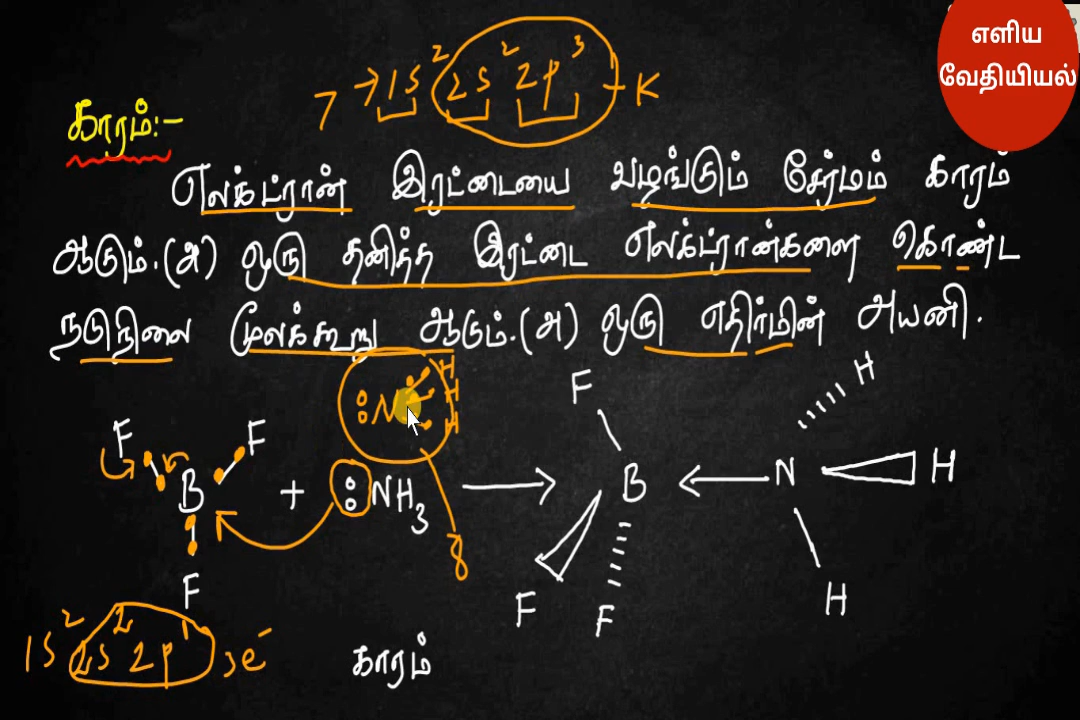 எளிய
வேதியியல்
7 → 1s² 2s² 2p³
காரம்:-
எலக்ட்ரான் இரட்டையை வழங்கும் சேர்மம் காரம்
ஆகும்.(அ) ஒரு தனித்த இரட்டை எலக்ட்ரான்களை கொண்ட
நடுநிலை மூலக்கூறு ஆகும்.(அ) ஒரு எதிர்மின் அயனி.
:N H H H
F F B F + :NH₃ → F B F F ← N H H H
8
1s² 2s² 2p¹ 3e⁻
காரம்